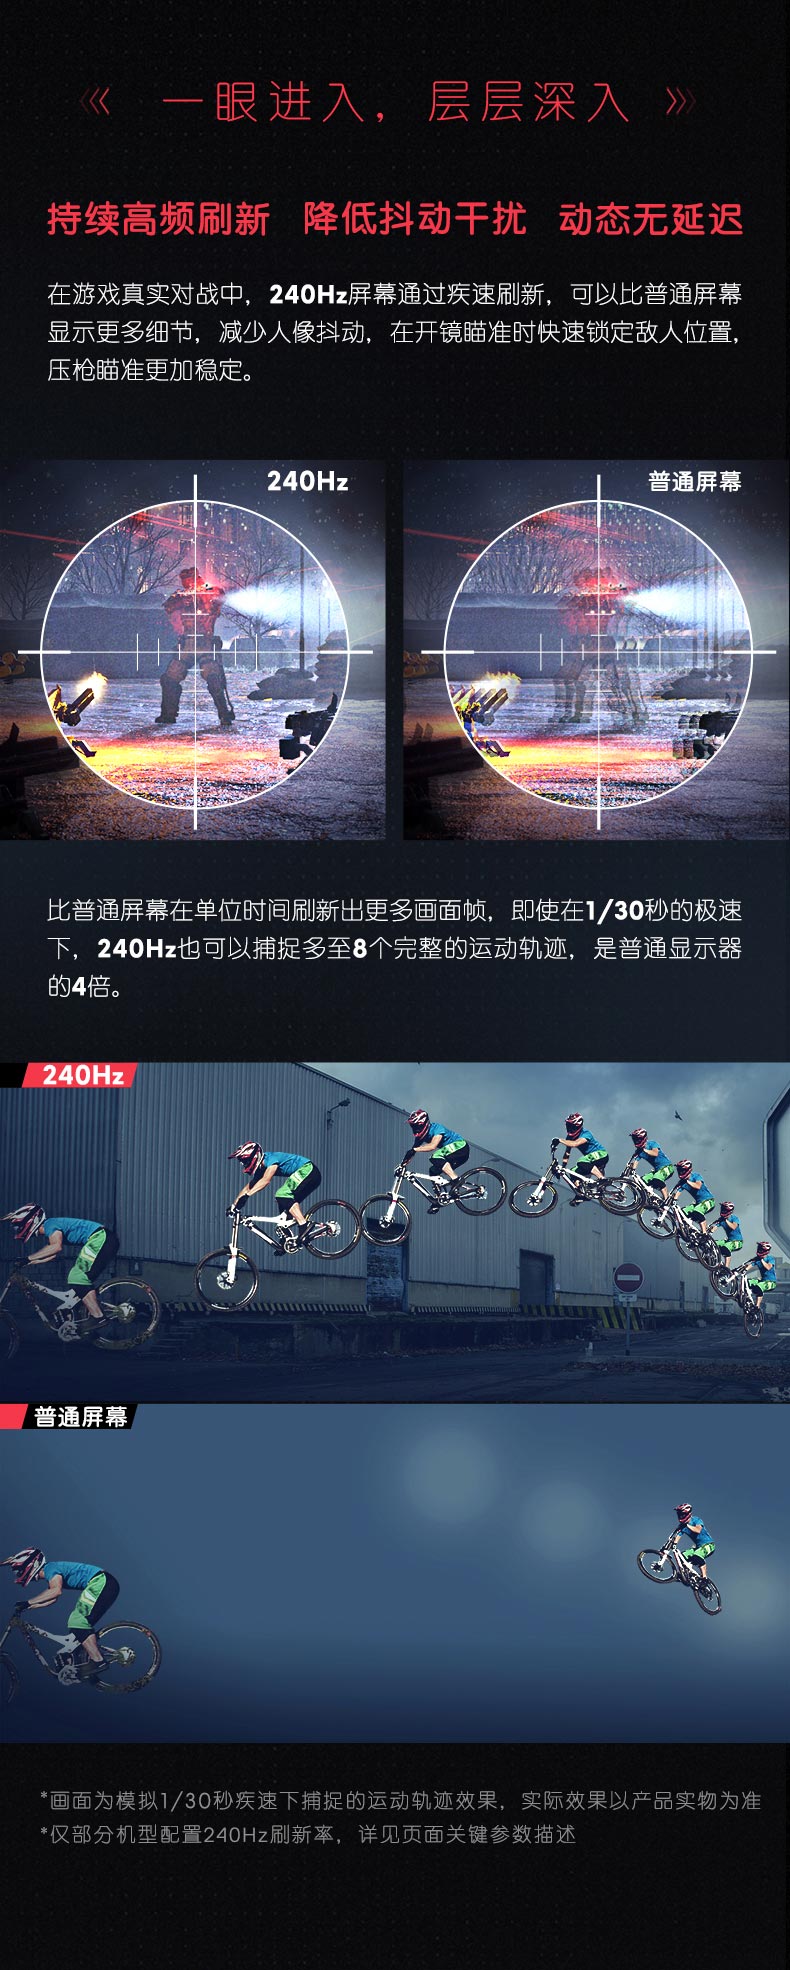 《 一眼进入，层层深入 》
持续高频刷新 降低抖动干扰 动态无延迟
在游戏真实对战中，240Hz屏幕通过疾速刷新，可以比普通屏幕
显示更多细节，减少人像抖动，在开镜瞄准时快速锁定敌人位置，
压枪瞄准更加稳定。
240Hz
普通屏幕
比普通屏幕在单位时间刷新出更多画面帧，即使在1/30秒的极速
下，240Hz也可以捕捉多至8个完整的运动轨迹，是普通显示器
的4倍。
240Hz
普通屏幕
*画面为模拟1/30秒疾速下捕捉的运动轨迹效果，实际效果以产品实物为准
*仅部分机型配置240Hz刷新率，详见页面关键参数描述